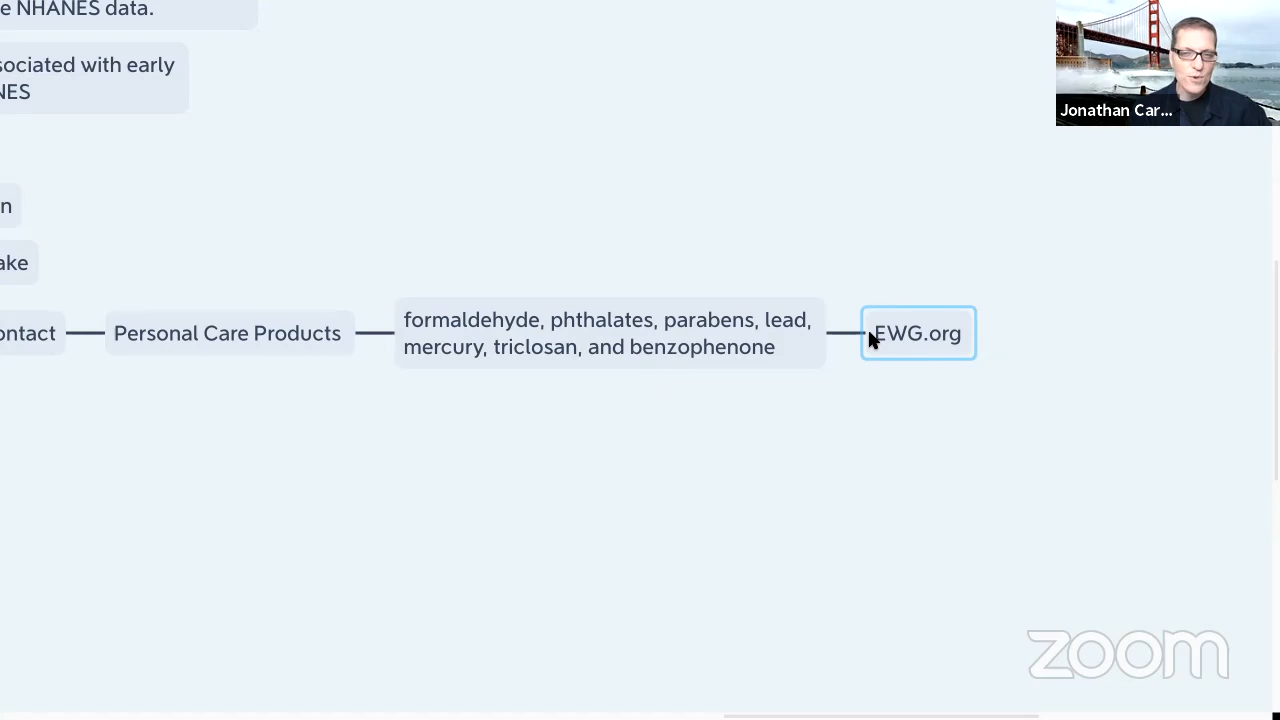 e NHANES data.
sociated with early
NES
Jonathan Car...
n
ake
ontact
Personal Care Products
formaldehyde, phthalates, parabens, lead,
mercury, triclosan, and benzophenone
EWG.org
zoom